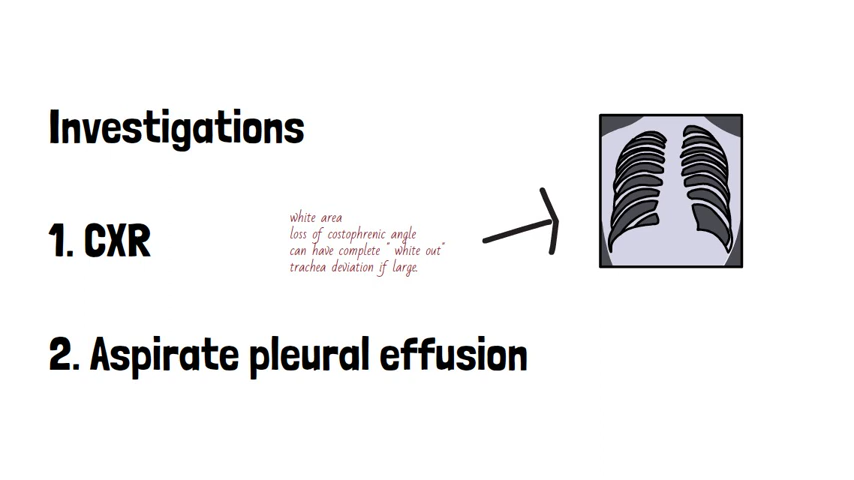 Investigations
1. CXR
white area
loss of costophrenic angle
can have complete " white out"
trachea deviation if large.
2. Aspirate pleural effusion